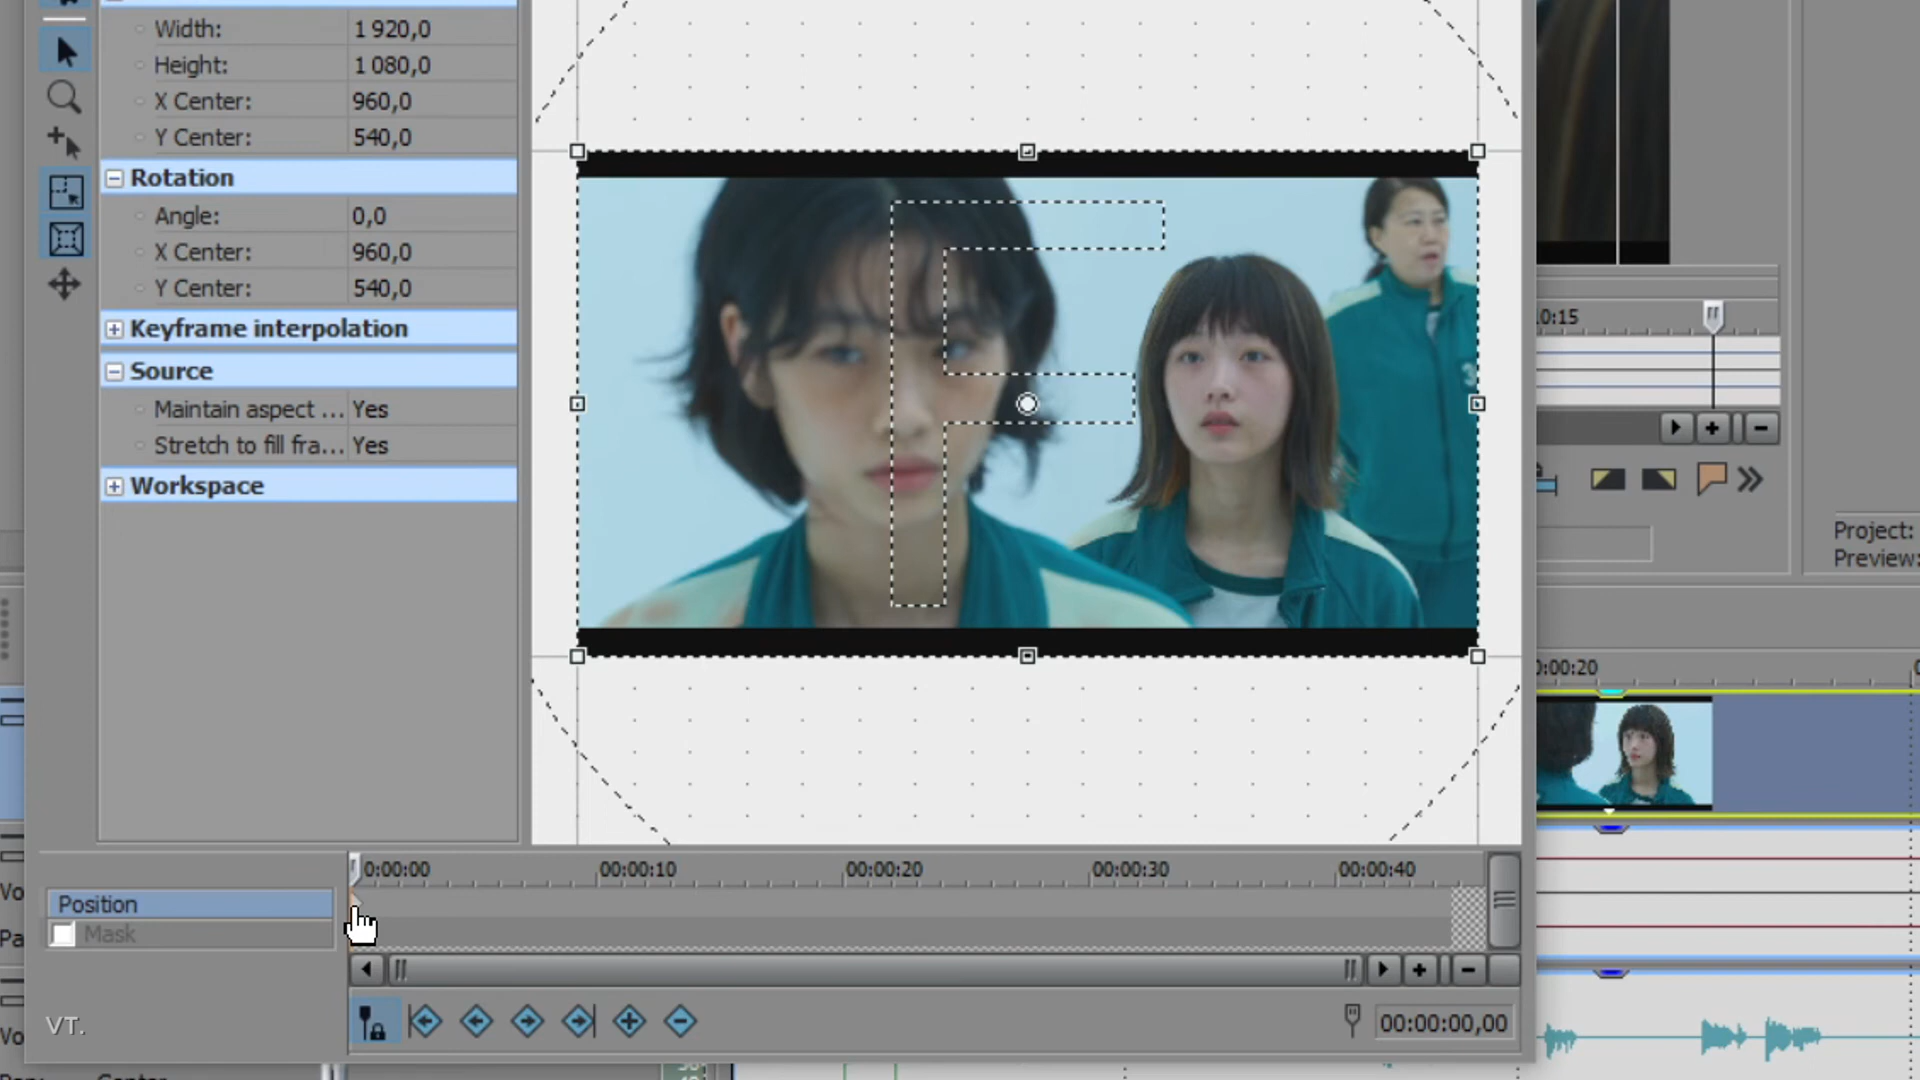 Width: 1 920,0
Height: 1 080,0
X Center: 960,0
Y Center: 540,0
Rotation
Angle: 0,0
X Center: 960,0
Y Center: 540,0
Keyframe interpolation
Source
Maintain aspect ... Yes
Stretch to fill fra... Yes
Workspace
0:15
Project:
Preview:
0:00:20
0:00:00
00:00:10
00:00:20
00:00:30
00:00:40
Position
Mask
Vo
Pa
Vo
VT.
00:00:00,00